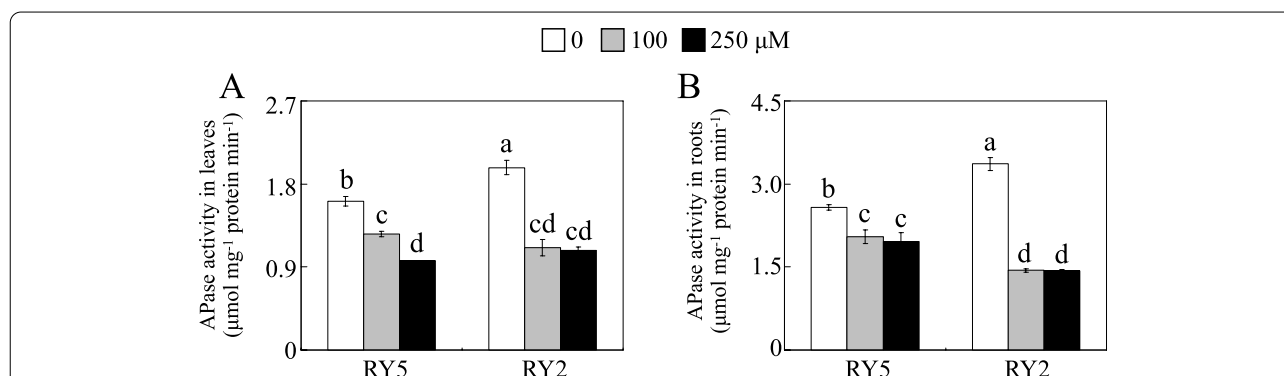 0 100 250 μM
A
APase activity in leaves
(μmol mg-1 protein min-1)
2.7
1.8
0.9
0
b
c
d
a
cd
cd
RY5 RY2
B
APase activity in roots
(μmol mg-1 protein min-1)
4.5
3.0
1.5
0
b
c
c
a
d
d
RY5 RY2